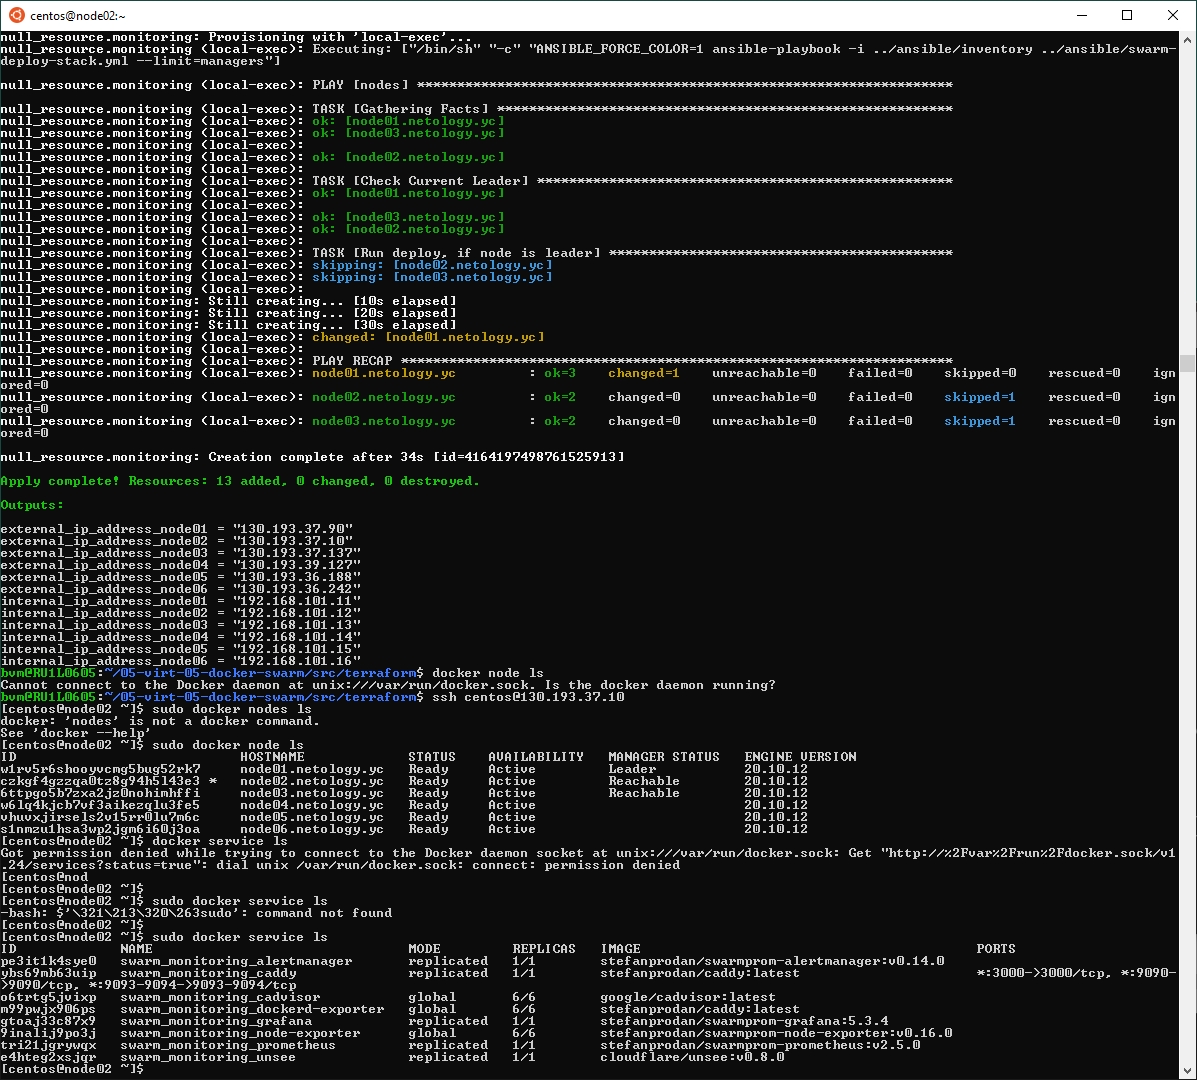 centos@node02:~
null_resource.monitoring: Provisioning with 'local-exec'...
null_resource.monitoring (local-exec): Executing: ["/bin/sh" "-c" "ANSIBLE_FORCE_COLOR=1 ansible-playbook -i ../ansible/inventory ../ansible/swarm-
deploy-stack.yml --limit=managers"]
null_resource.monitoring (local-exec): PLAY [nodes] *******************************************************************
null_resource.monitoring (local-exec): TASK [Gathering Facts] *********************************************************
null_resource.monitoring (local-exec): ok: [node01.netology.yc]
null_resource.monitoring (local-exec): ok: [node03.netology.yc]
null_resource.monitoring (local-exec):
null_resource.monitoring (local-exec): ok: [node02.netology.yc]
null_resource.monitoring (local-exec):
null_resource.monitoring (local-exec): TASK [Check Current Leader] ****************************************************
null_resource.monitoring (local-exec): ok: [node01.netology.yc]
null_resource.monitoring (local-exec):
null_resource.monitoring (local-exec): ok: [node03.netology.yc]
null_resource.monitoring (local-exec): ok: [node02.netology.yc]
null_resource.monitoring (local-exec):
null_resource.monitoring (local-exec): TASK [Run deploy, if node is leader] *******************************************
null_resource.monitoring (local-exec): skipping: [node02.netology.yc]
null_resource.monitoring (local-exec): skipping: [node03.netology.yc]
null_resource.monitoring (local-exec):
null_resource.monitoring: Still creating... [10s elapsed]
null_resource.monitoring: Still creating... [20s elapsed]
null_resource.monitoring: Still creating... [30s elapsed]
null_resource.monitoring (local-exec): changed: [node01.netology.yc]
null_resource.monitoring (local-exec):
null_resource.monitoring (local-exec): PLAY RECAP *********************************************************************
null_resource.monitoring (local-exec): node01.netology.yc : ok=3 changed=1 unreachable=0 failed=0 skipped=0 rescued=0 ign
ored=0
null_resource.monitoring (local-exec): node02.netology.yc : ok=2 changed=0 unreachable=0 failed=0 skipped=1 rescued=0 ign
ored=0
null_resource.monitoring (local-exec): node03.netology.yc : ok=2 changed=0 unreachable=0 failed=0 skipped=1 rescued=0 ign
ored=0
null_resource.monitoring: Creation complete after 34s [id=4164197498761525913]
Apply complete! Resources: 13 added, 0 changed, 0 destroyed.
Outputs:
external_ip_address_node01 = "130.193.37.90"
external_ip_address_node02 = "130.193.37.10"
external_ip_address_node03 = "130.193.37.137"
external_ip_address_node04 = "130.193.39.127"
external_ip_address_node05 = "130.193.36.188"
external_ip_address_node06 = "130.193.36.242"
internal_ip_address_node01 = "192.168.101.11"
internal_ip_address_node02 = "192.168.101.12"
internal_ip_address_node03 = "192.168.101.13"
internal_ip_address_node04 = "192.168.101.14"
internal_ip_address_node05 = "192.168.101.15"
internal_ip_address_node06 = "192.168.101.16"
bvm@RU1L0605:~/05-virt-05-docker-swarm/src/terraform$ docker node ls
Cannot connect to the Docker daemon at unix:///var/run/docker.sock. Is the docker daemon running?
bvm@RU1L0605:~/05-virt-05-docker-swarm/src/terraform$ ssh centos@130.193.37.10
[centos@node02 ~]$ sudo docker nodes ls
docker: 'nodes' is not a docker command.
See 'docker --help'
[centos@node02 ~]$ sudo docker node ls
ID HOSTNAME STATUS AVAILABILITY MANAGER STATUS ENGINE VERSION
w1rv5r6shooyvcmg5bug52rk7 node01.netology.yc Ready Active Leader 20.10.12
czkgf4gzzqa0tz8g94h5l43e3 * node02.netology.yc Ready Active Reachable 20.10.12
6ttpgo5b7zxa2jz0nohimhffi node03.netology.yc Ready Active Reachable 20.10.12
w6lq4kjcb7vf3aikezqlu3fe5 node04.netology.yc Ready Active 20.10.12
vhuvxjirsels2v15rr0lu7m6c node05.netology.yc Ready Active 20.10.12
s1nmzu1hsa3wp2jgm6i60j3oa node06.netology.yc Ready Active 20.10.12
[centos@node02 ~]$ docker service ls
Got permission denied while trying to connect to the Docker daemon socket at unix:///var/run/docker.sock: Get "http://%2Fvar%2Frun%2Fdocker.sock/v1
.24/services?status=true": dial unix /var/run/docker.sock: connect: permission denied
[centos@nod
[centos@node02 ~]$
[centos@node02 ~]$ sudo docker service ls
-bash: $'\321\213\320\263sudo': command not found
[centos@node02 ~]$
[centos@node02 ~]$ sudo docker service ls
ID NAME MODE REPLICAS IMAGE PORTS
pe3it1k4sye0 swarm_monitoring_alertmanager replicated 1/1 stefanprodan/swarmprom-alertmanager:v0.14.0
ybs69mb63uip swarm_monitoring_caddy replicated 1/1 stefanprodan/caddy:latest *:3000->3000/tcp, *:9090-
>9090/tcp, *:9093-9094->9093-9094/tcp
o6trtg5jvixp swarm_monitoring_cadvisor global 6/6 google/cadvisor:latest
m99pwjx906ps swarm_monitoring_dockerd-exporter global 6/6 stefanprodan/caddy:latest
gtoaj33c87x9 swarm_monitoring_grafana replicated 1/1 stefanprodan/swarmprom-grafana:5.3.4
9inalij9po3j swarm_monitoring_node-exporter global 6/6 stefanprodan/swarmprom-node-exporter:v0.16.0
tri21jgrywqx swarm_monitoring_prometheus replicated 1/1 stefanprodan/swarmprom-prometheus:v2.5.0
e4hteg2xsjqr swarm_monitoring_unsee replicated 1/1 cloudflare/unsee:v0.8.0
[centos@node02 ~]$